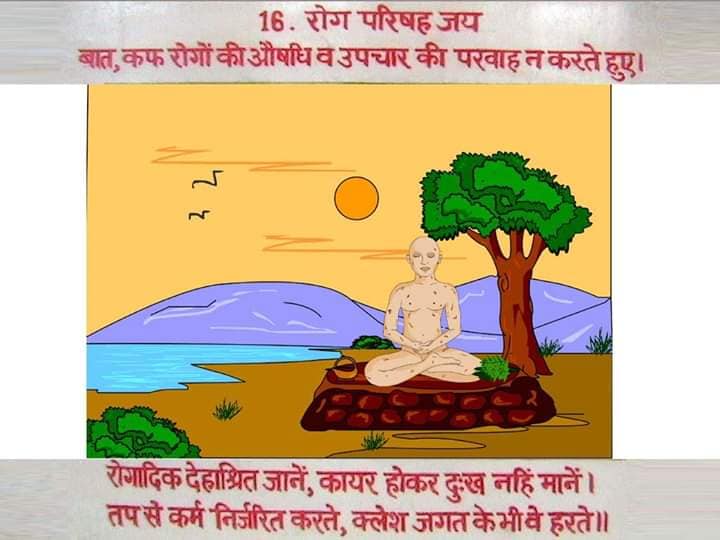 16. रोग परिषह जय
बात, कफ रोगों की औषधि व उपचार की परवाह न करते हुए।
रोगादिक देहाश्रित जानें, कायर होकर दुःख नहिं मानें।
तप से कर्म निर्जरित करते, क्लेश जगत के भी वे हरते॥